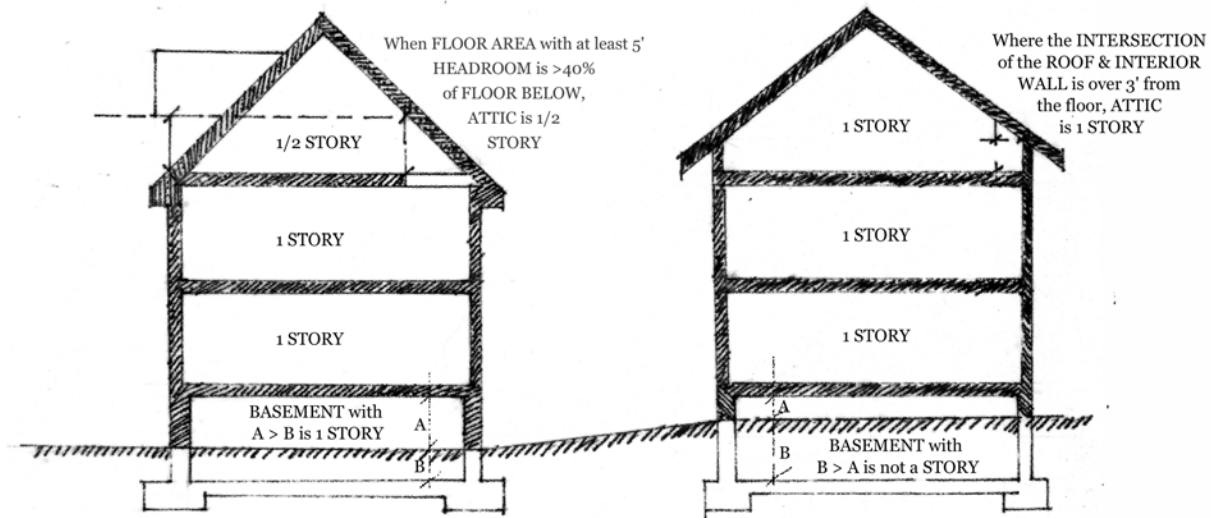 When FLOOR AREA with at least 5'
HEADROOM is >40%
of FLOOR BELOW,
ATTIC is 1/2
STORY
1/2 STORY
1 STORY
1 STORY
BASEMENT with
A > B is 1 STORY
A
B
Where the INTERSECTION
of the ROOF & INTERIOR
WALL is over 3' from
the floor, ATTIC
is 1 STORY
1 STORY
1 STORY
1 STORY
A
B
BASEMENT with
B > A is not a STORY